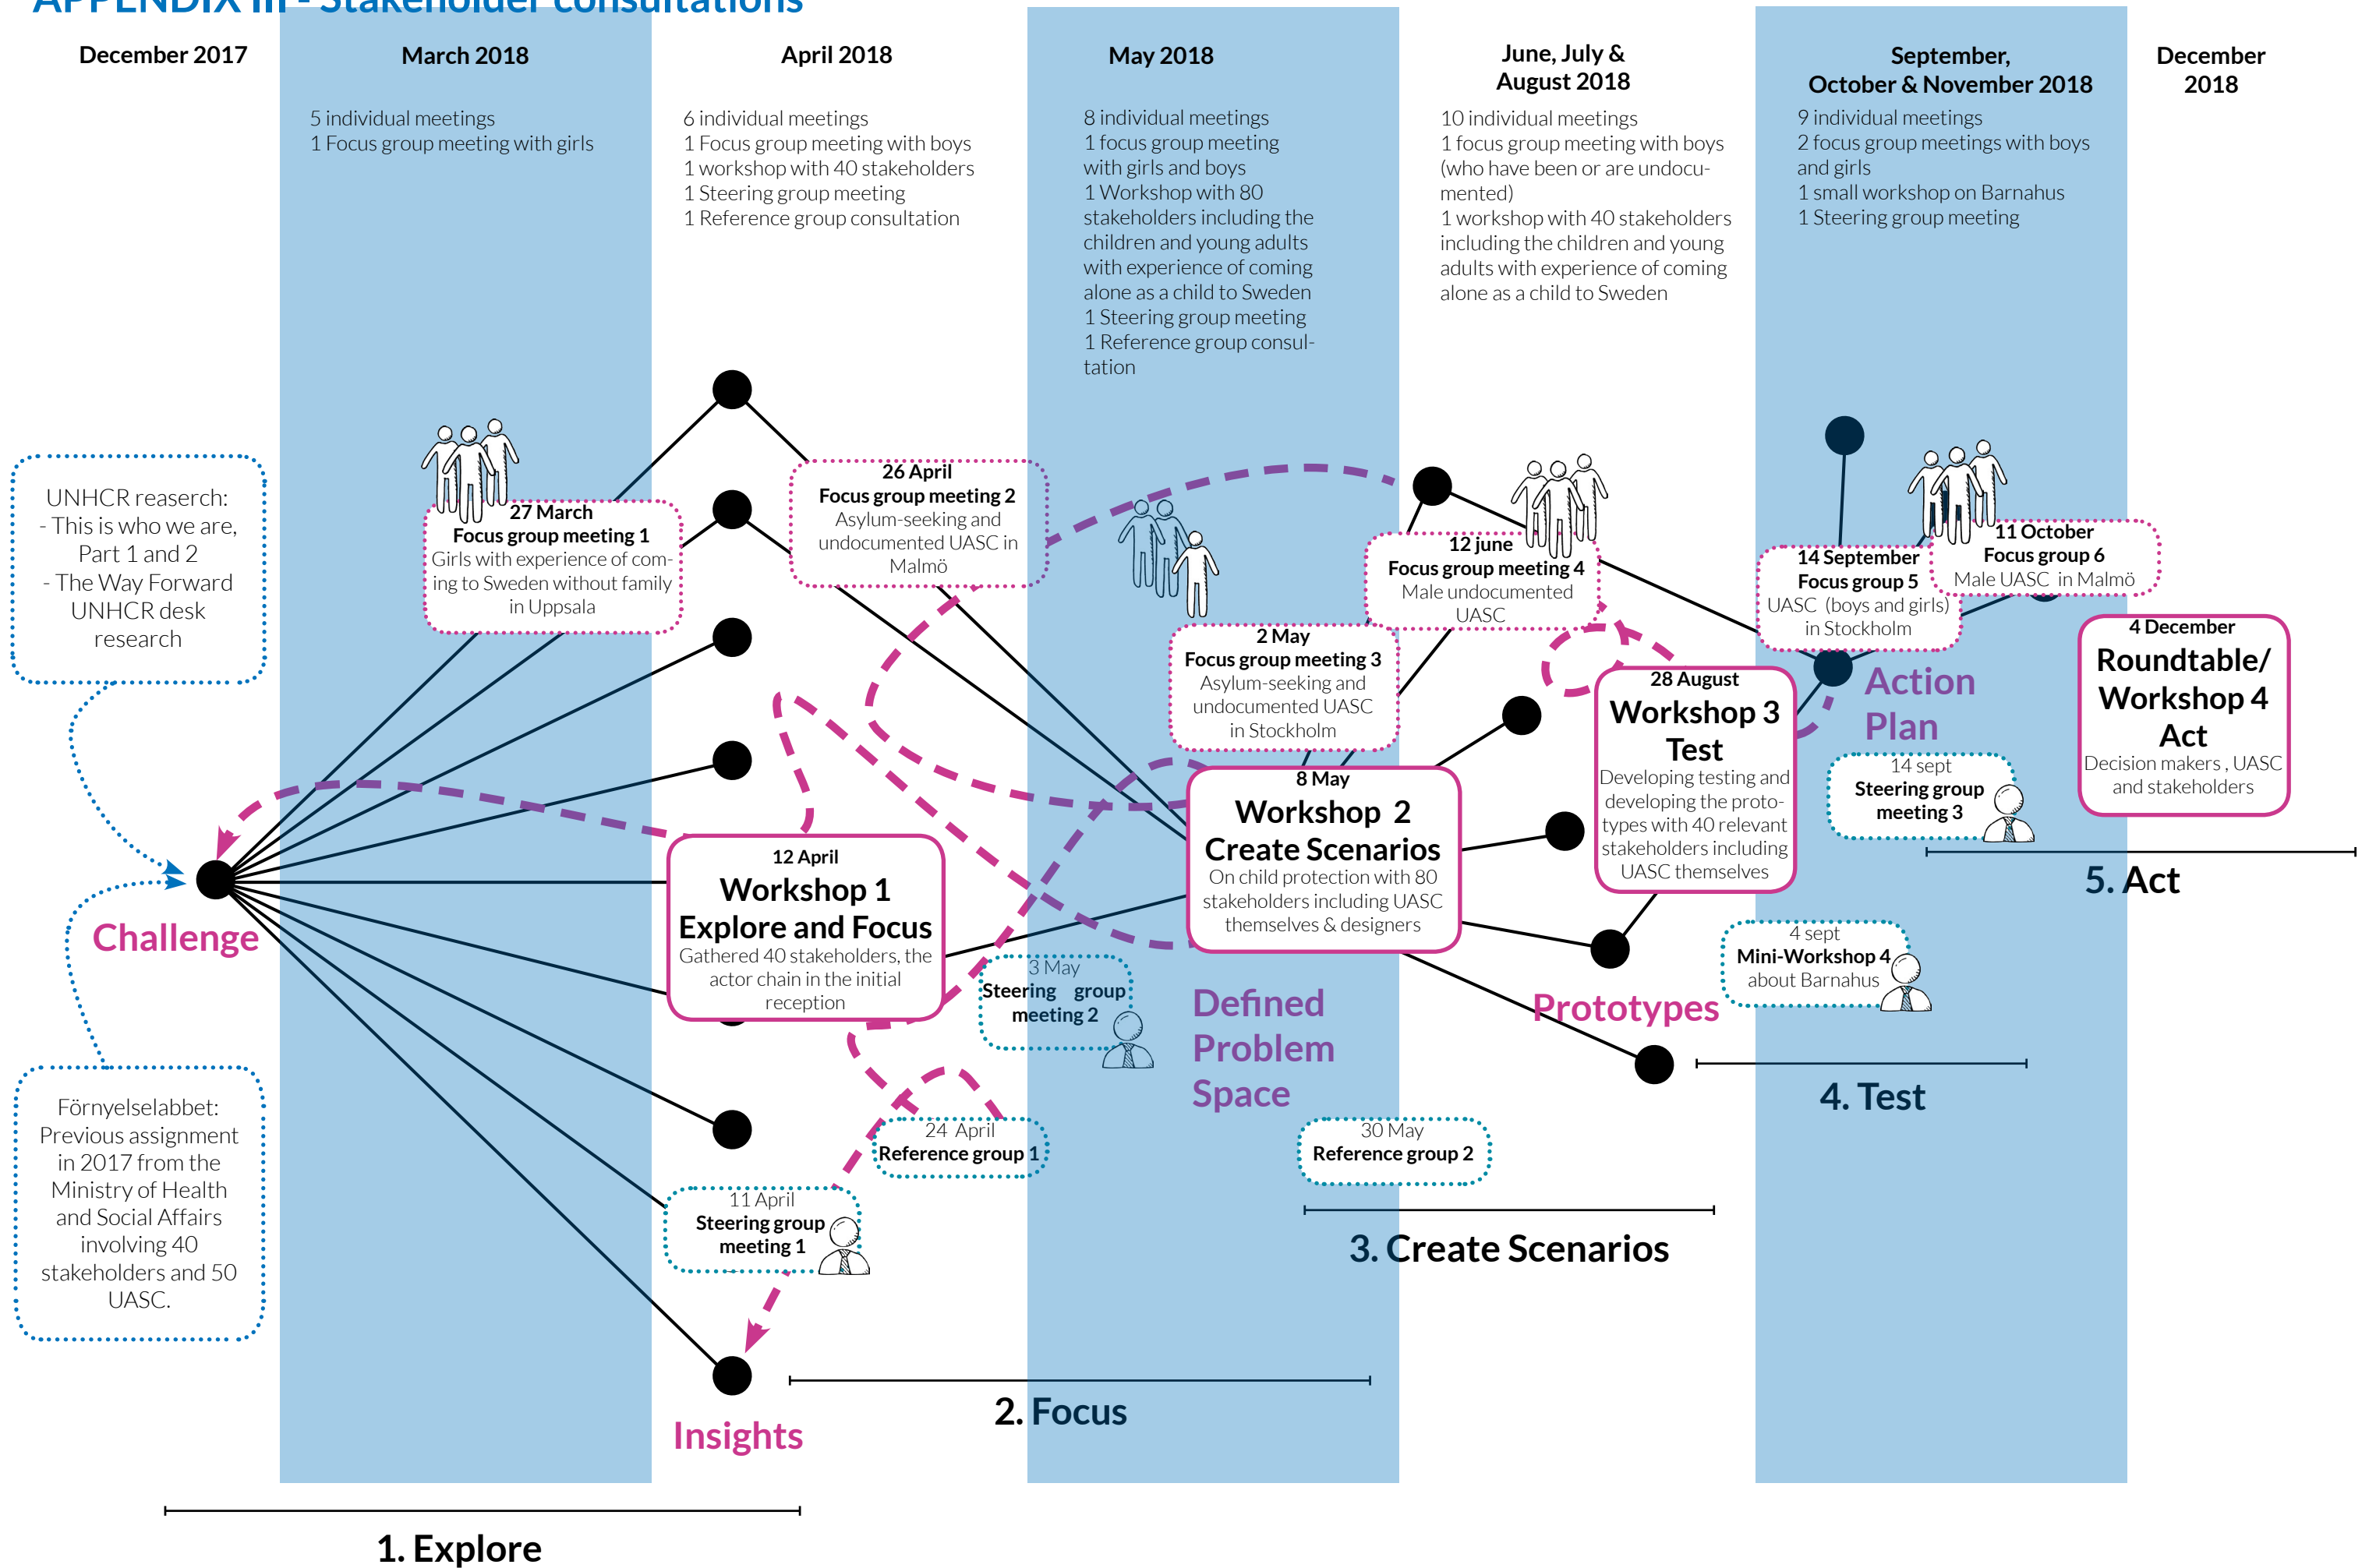 APPENDIX III - Stakeholder consultations
December 2017
March 2018
5 individual meetings
1 Focus group meeting with girls
April 2018
6 individual meetings
1 Focus group meeting with boys
1 workshop with 40 stakeholders
1 Steering group meeting
1 Reference group consultation
May 2018
8 individual meetings
1 focus group meeting
with girls and boys
1 Workshop with 80
stakeholders including the
children and young adults
with experience of coming
alone as a child to Sweden
1 Steering group meeting
1 Reference group consul-
tation
June, July &
August 2018
10 individual meetings
1 focus group meeting with boys
(who have been or are undocu-
mented)
1 workshop with 40 stakeholders
including the children and young
adults with experience of coming
alone as a child to Sweden
September,
October & November 2018
9 individual meetings
2 focus group meetings with boys
and girls
1 small workshop on Barnahus
1 Steering group meeting
December
2018
UNHCR reaserch:
- This is who we are,
Part 1 and 2
- The Way Forward
UNHCR desk
research
27 March
Focus group meeting 1
Girls with experience of com-
ing to Sweden without family
in Uppsala
26 April
Focus group meeting 2
Asylum-seeking and
undocumented UASC in
Malmö
2 May
Focus group meeting 3
Asylum-seeking and
undocumented UASC
in Stockholm
12 june
Focus group meeting 4
Male undocumented
UASC
14 September
Focus group 5
UASC (boys and girls)
in Stockholm
11 October
Focus group 6
Male UASC in Malmö
4 December
Roundtable/
Workshop 4
Act
Decision makers , UASC
and stakeholders
28 August
Workshop 3
Test
Developing testing and
developing the proto-
types with 40 relevant
stakeholders including
UASC themselves
Action
Plan
14 sept
Steering group
meeting 3
5. Act
8 May
Workshop 2
Create Scenarios
On child protection with 80
stakeholders including UASC
themselves & designers
12 April
Workshop 1
Explore and Focus
Gathered 40 stakeholders, the
actor chain in the initial
reception
Challenge
3 May
Steering group
meeting 2
Defined
Problem
Space
Prototypes
4 sept
Mini-Workshop 4
about Barnahus
4. Test
Förnyelselabbet:
Previous assignment
in 2017 from the
Ministry of Health
and Social Affairs
involving 40
stakeholders and 50
UASC.
24 April
Reference group 1
30 May
Reference group 2
11 April
Steering group
meeting 1
3. Create Scenarios
2. Focus
Insights
1. Explore